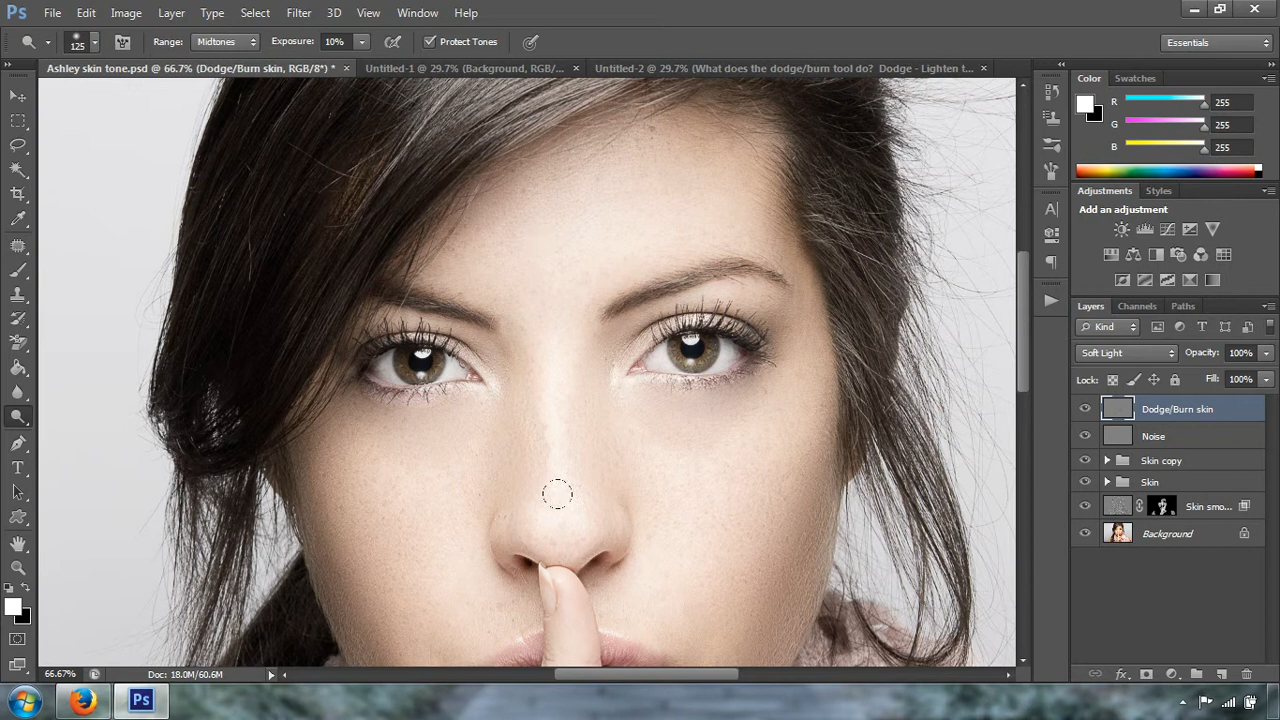 Ps File Edit Image Layer Type Select Filter 3D View Window Help
125 Range: Midtones Exposure: 10% Protect Tones Essentials
Ashley skin tone.psd @ 66.7% (Dodge/Burn skin, RGB/8*) * Untitled-1 @ 29.7% (Background, RGB/... Untitled-2 @ 29.7% (What does the dodge/burn tool do? Dodge - Lighten t...
Color Swatches
R 255
G 255
B 255
Adjustments Styles
Add an adjustment
Layers Channels Paths
Kind
Soft Light Opacity: 100%
Lock: Fill: 100%
Dodge/Burn skin
Noise
Skin copy
Skin
Skin smo...
Background
66.67% Doc: 18.0M/60.6M
Ps